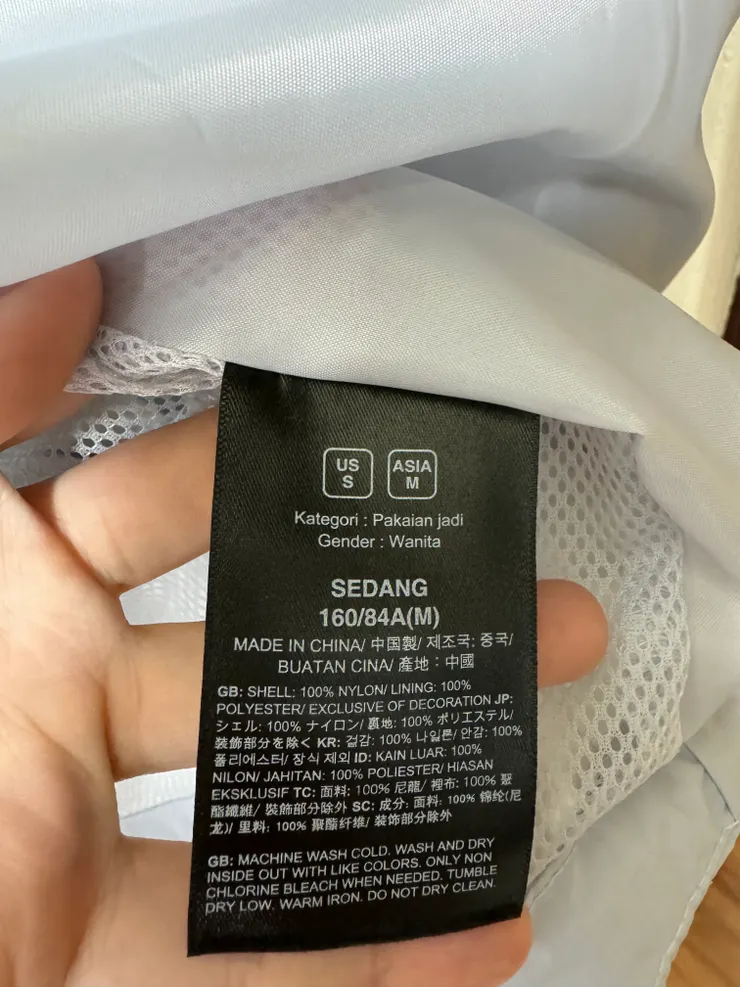 US
S
ASIA
M
Kategori : Pakaian jadi
Gender : Wanita
SEDANG
160/84A(M)
MADE IN CHINA/ 中国製/ 제조국: 중국/
BUATAN CINA/ 產地：中國
GB: SHELL: 100% NYLON/ LINING: 100%
POLYESTER/ EXCLUSIVE OF DECORATION JP:
シェル: 100% ナイロン/ 裏地: 100% ポリエステル/
装飾部分を除く KR: 겉감: 100% 나일론/ 안감: 100%
폴리에스터/ 장식 제외 ID: KAIN LUAR: 100%
NILON/ JAHITAN: 100% POLIESTER/ HIASAN
EKSKLUSIF TC: 面料: 100% 尼龍/ 裡布: 100% 聚
酯纖維/ 裝飾部分除外 SC: 成分: 面料: 100% 锦纶(尼
龙)/ 里料: 100% 聚酯纤维/ 装饰部分除外
GB: MACHINE WASH COLD. WASH AND DRY
INSIDE OUT WITH LIKE COLORS. ONLY NON
CHLORINE BLEACH WHEN NEEDED. TUMBLE
DRY LOW. WARM IRON. DO NOT DRY CLEAN.